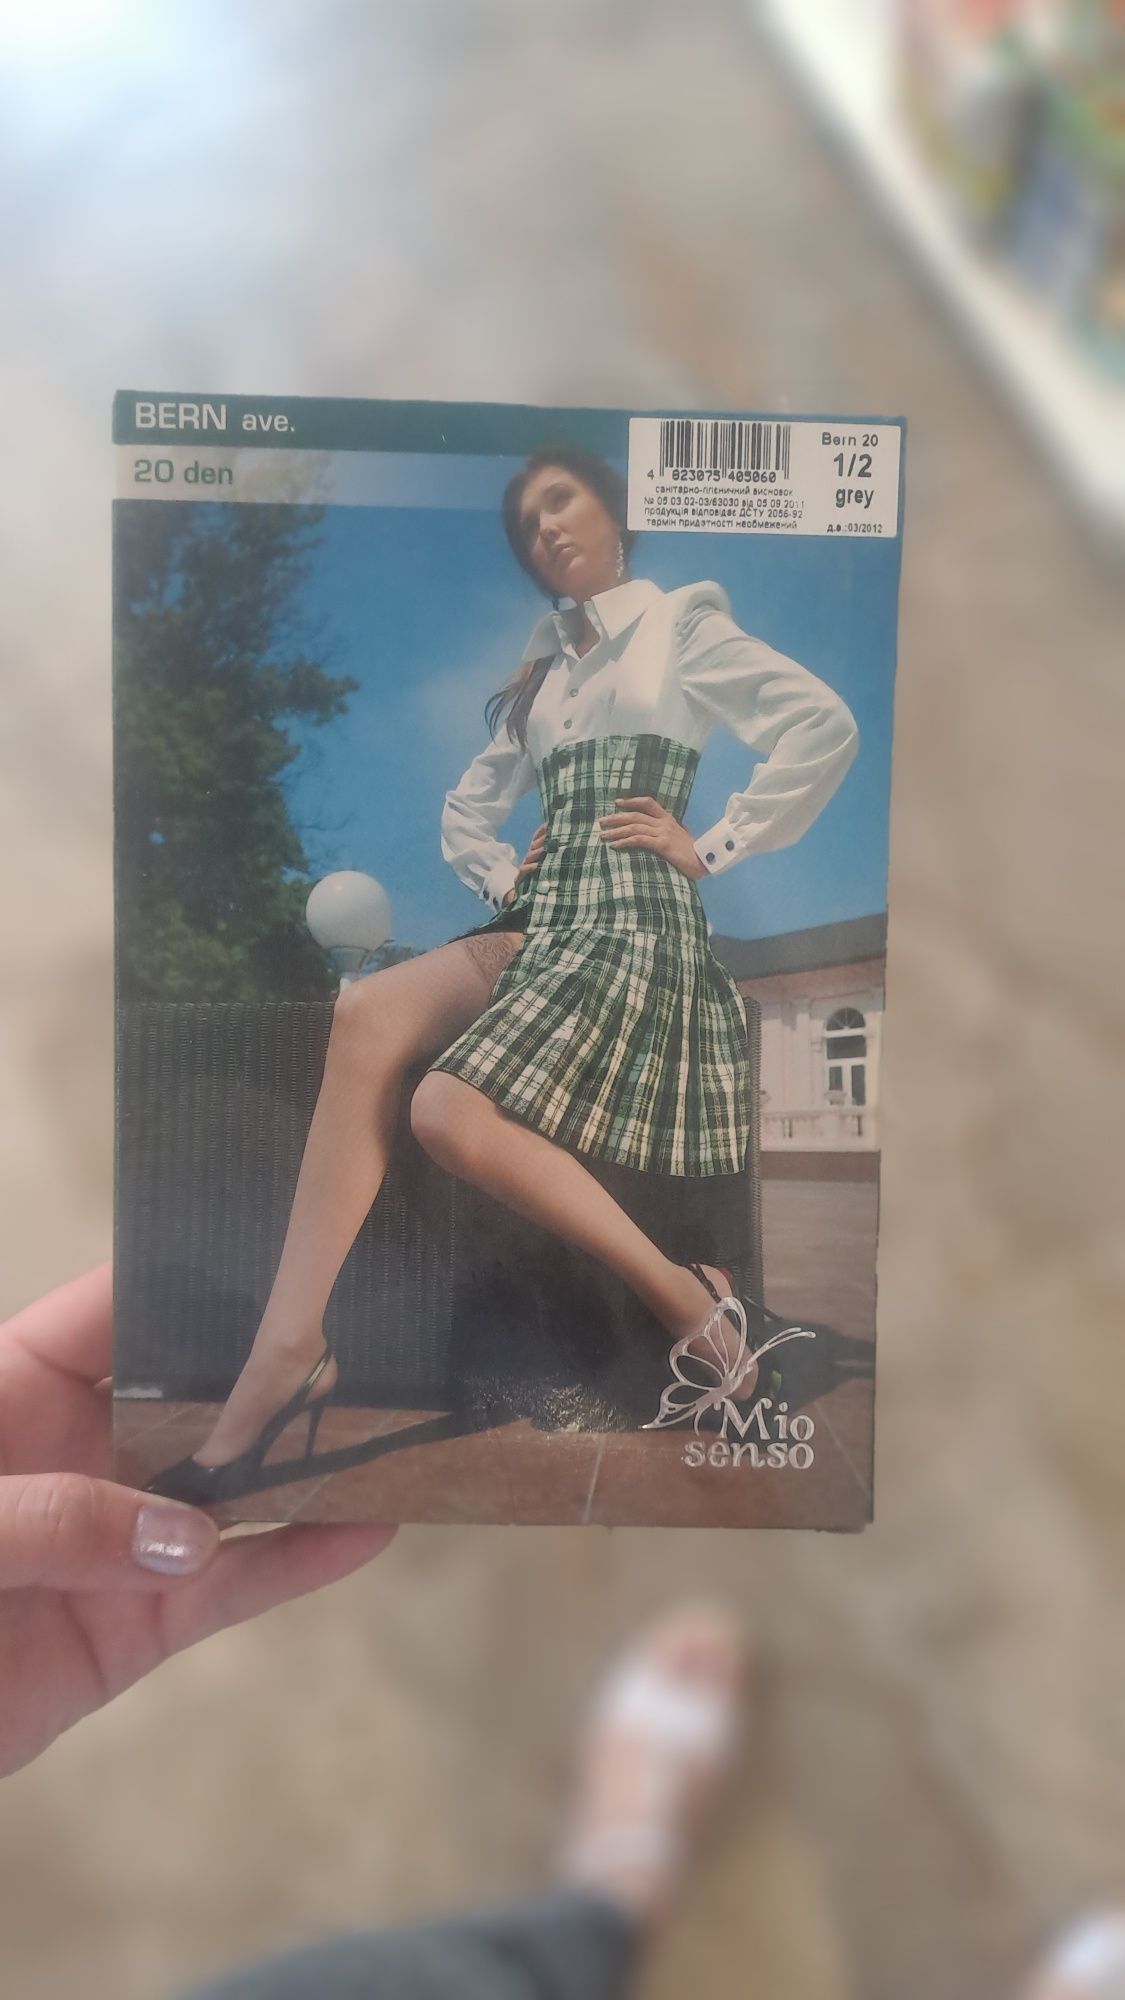 BERN ave.
20 den
4 823075 405060
санітарно-гігієнічний висновок
№ 05.03.02-03/63030 від 05.09.2011
продукція відповідає ДСТУ 2056-92
термін придатності необмежений
Bern 20
1/2
grey
д.в.:03/2012
Mio
senso